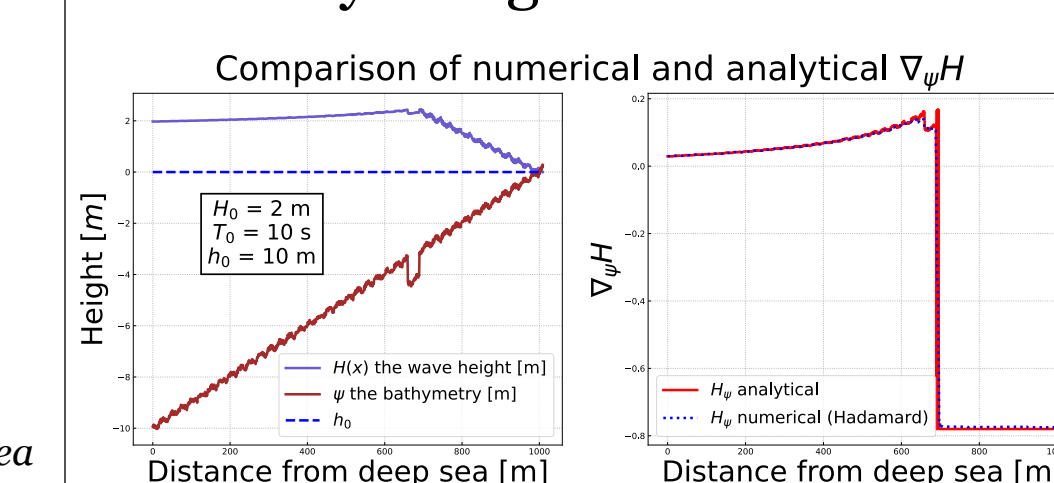 Comparison of numerical and analytical ∇ψH
Height [m]
2
0
−2
−4
−6
−8
−10
H₀ = 2 m
T₀ = 10 s
h₀ = 10 m
H(x) the wave height [m]
ψ the bathymetry [m]
h₀
0 200 400 600 800 1000
Distance from deep sea [m]
∇ψH
0.2
0.0
−0.2
−0.4
−0.6
−0.8
Hψ analytical
Hψ numerical (Hadamard)
0 200 400 600 800
Distance from deep sea [m